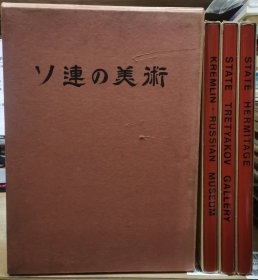 ソ連の美術
KREMLIN・RUSSIAN MUSEUM
STATE TRETYAKOV GALLERY
STATE HERMITAGE